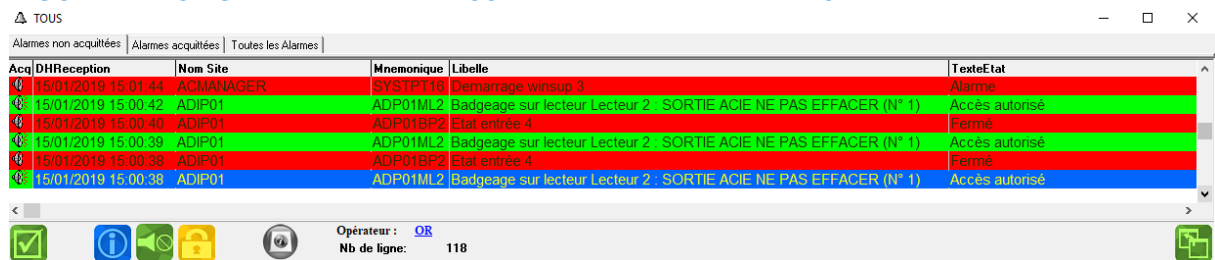 TOUS
Alarmes non acquittées Alarmes acquittées Toutes les Alarmes
Acq DHReception Nom Site Mnemonique Libelle TexteEtat
15/01/2019 15:01:44 ACMANAGER SYSTPT16 Demarrage winsup 3 Alarme
15/01/2019 15:00:42 ADIP01 ADP01ML2 Badgeage sur lecteur Lecteur 2 : SORTIE ACIE NE PAS EFFACER (N° 1) Accès autorisé
15/01/2019 15:00:40 ADIP01 ADP01BP2 Etat entrée 4 Fermé
15/01/2019 15:00:39 ADIP01 ADP01ML2 Badgeage sur lecteur Lecteur 2 : SORTIE ACIE NE PAS EFFACER (N° 1) Accès autorisé
15/01/2019 15:00:38 ADIP01 ADP01BP2 Etat entrée 4 Fermé
15/01/2019 15:00:38 ADIP01 ADP01ML2 Badgeage sur lecteur Lecteur 2 : SORTIE ACIE NE PAS EFFACER (N° 1) Accès autorisé
Opérateur : OR
Nb de ligne: 118